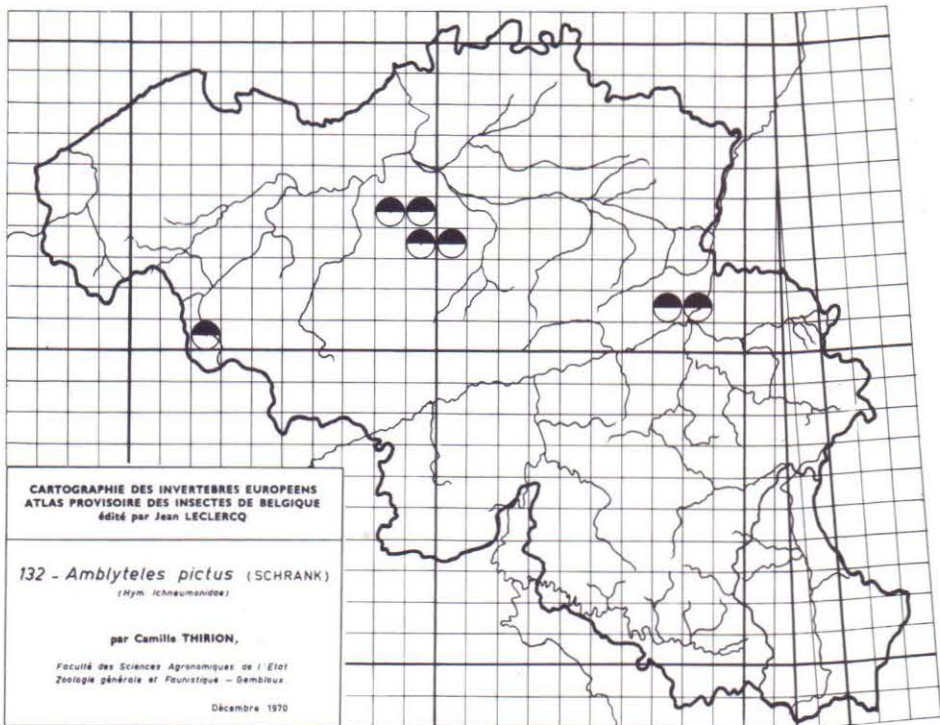 CARTOGRAPHIE DES INVERTEBRES EUROPEENS
ATLAS PROVISOIRE DES INSECTES DE BELGIQUE
édité par Jean LECLERCQ
132 - Amblyteles pictus (SCHRANK)
(Hym. Ichneumonidae)
par Camille THIRION,
Faculté des Sciences Agronomiques de l'Etat
Zoologie générale et Faunistique - Gembloux
Décembre 1970